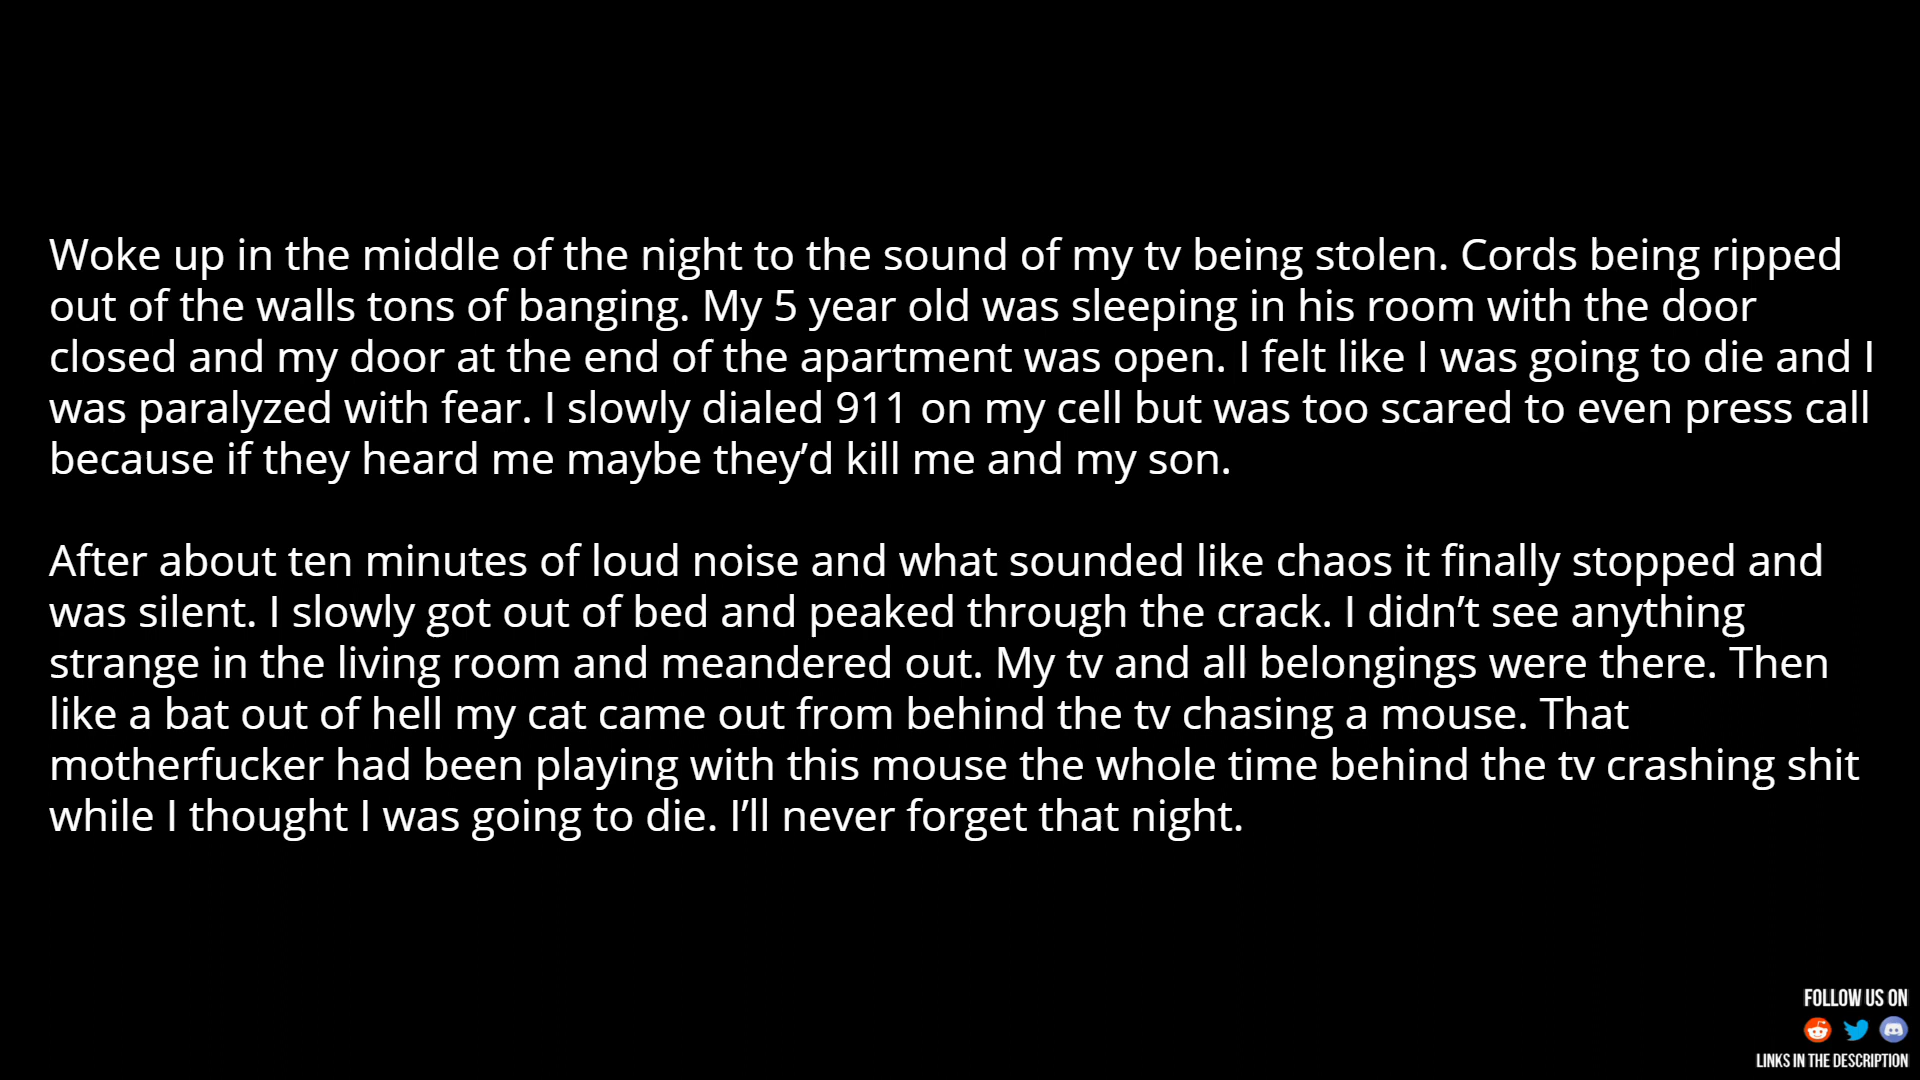 Woke up in the middle of the night to the sound of my tv being stolen. Cords being ripped
out of the walls tons of banging. My 5 year old was sleeping in his room with the door
closed and my door at the end of the apartment was open. I felt like I was going to die and I
was paralyzed with fear. I slowly dialed 911 on my cell but was too scared to even press call
because if they heard me maybe they’d kill me and my son.
After about ten minutes of loud noise and what sounded like chaos it finally stopped and
was silent. I slowly got out of bed and peaked through the crack. I didn’t see anything
strange in the living room and meandered out. My tv and all belongings were there. Then
like a bat out of hell my cat came out from behind the tv chasing a mouse. That
motherfucker had been playing with this mouse the whole time behind the tv crashing shit
while I thought I was going to die. I’ll never forget that night.
FOLLOW US ON
LINKS IN THE DESCRIPTION